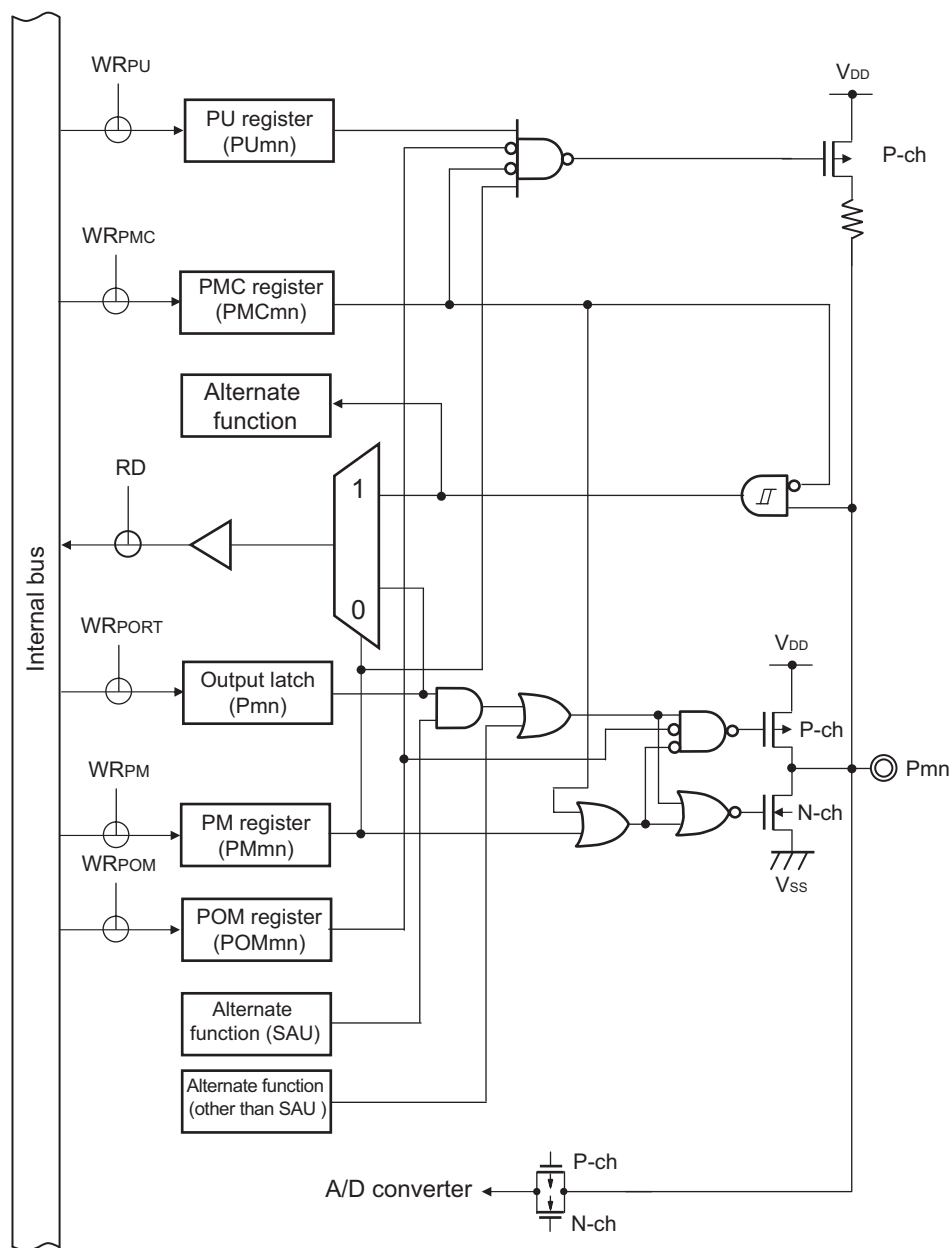 WRPU
PU register
(PUmn)
VDD
P-ch
WRPMC
PMC register
(PMCmn)
Alternate
function
RD
1
0
Internal bus
WRPORT
Output latch
(Pmn)
VDD
P-ch
Pmn
N-ch
VSS
WRPM
PM register
(PMmn)
WRPOM
POM register
(POMmn)
Alternate
function (SAU)
Alternate function
(other than SAU )
P-ch
A/D converter
N-ch